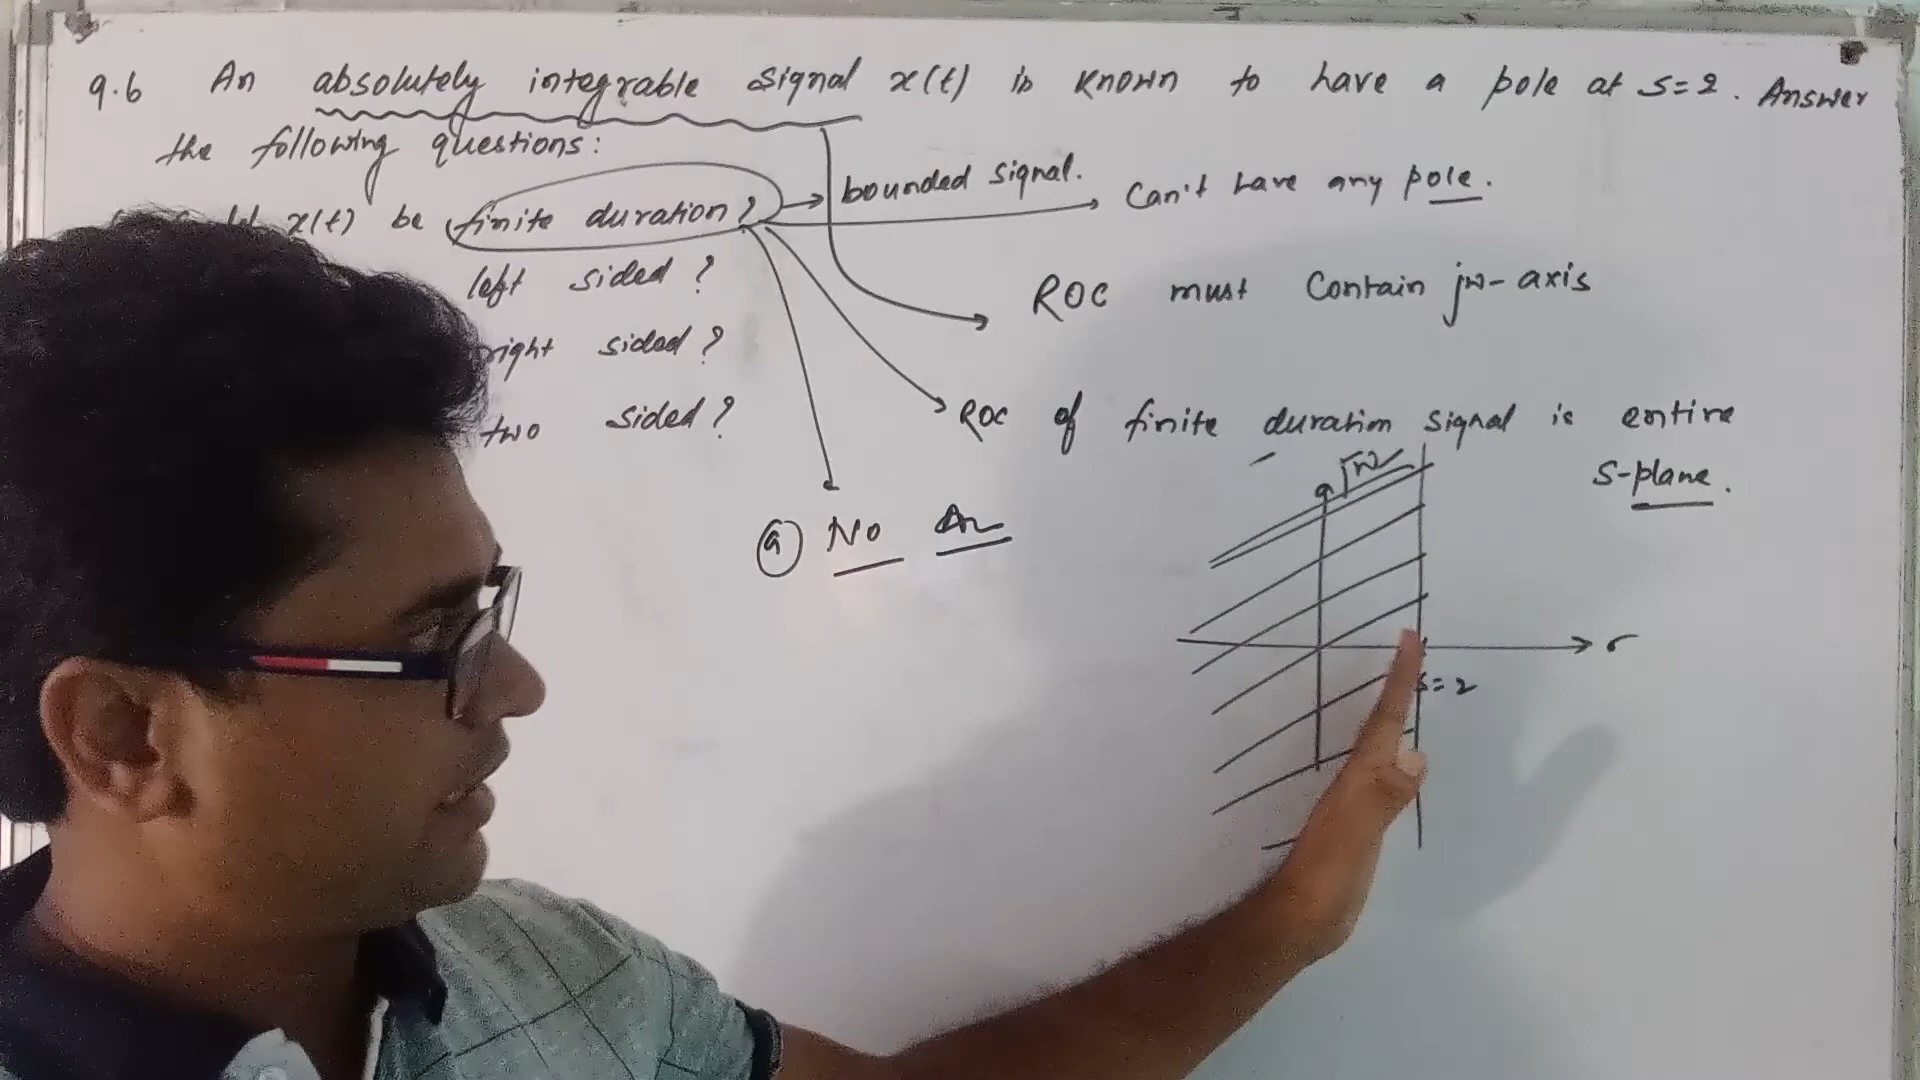 9.6 An absolutely integrable signal x(t) is known to have a pole at s=2. Answer
the following questions:
x(t) be finite duration? bounded signal. Can't have any pole.
left sided? ROC must contain jw-axis
right sided?
two sided? ROC of finite duration signal is entire
S-plane.
jw
(a) No An
σ
s=2